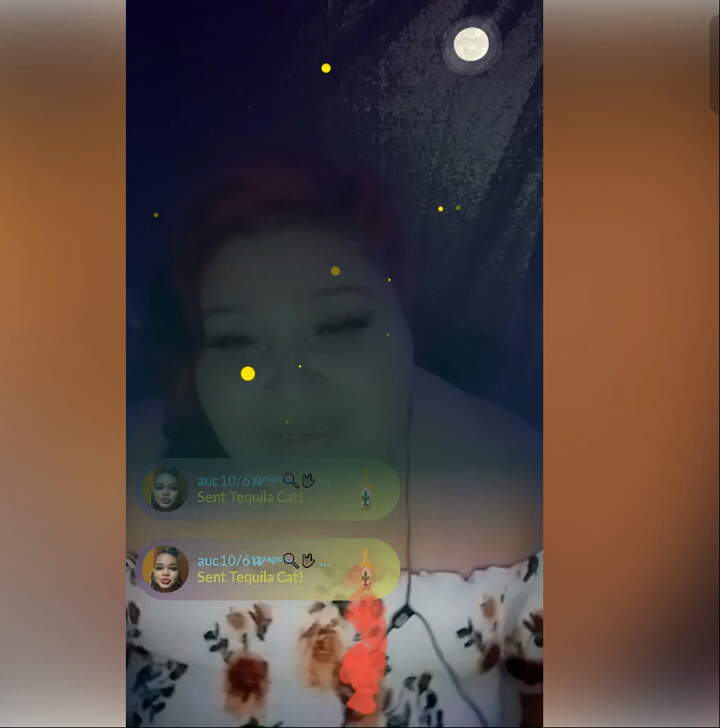 auc10/6 🔍🤘 ...
Sent Tequila Cat!
auc10/6 🔍🤘 ...
Sent Tequila Cat!